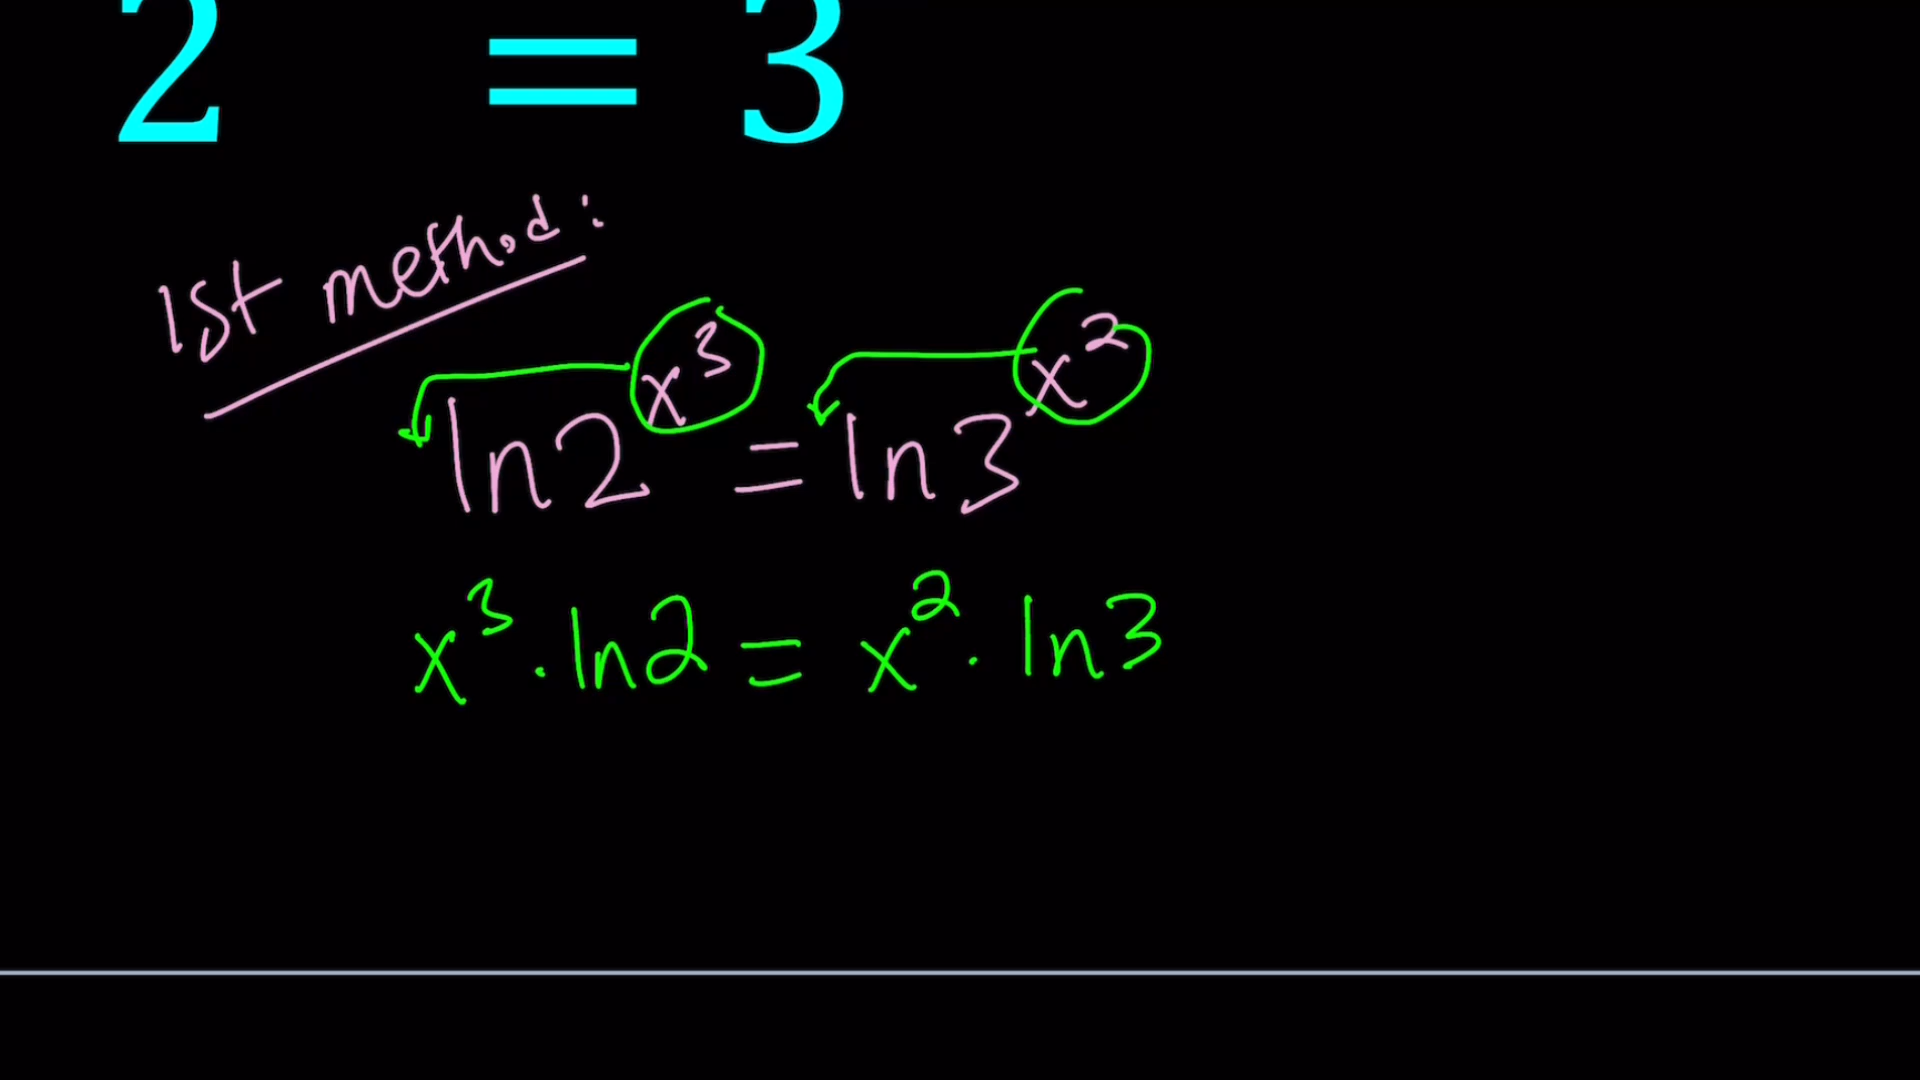 2 = 3
1st method:
ln2^x^3 = ln3^x^2
x^3 · ln2 = x^2 · ln3